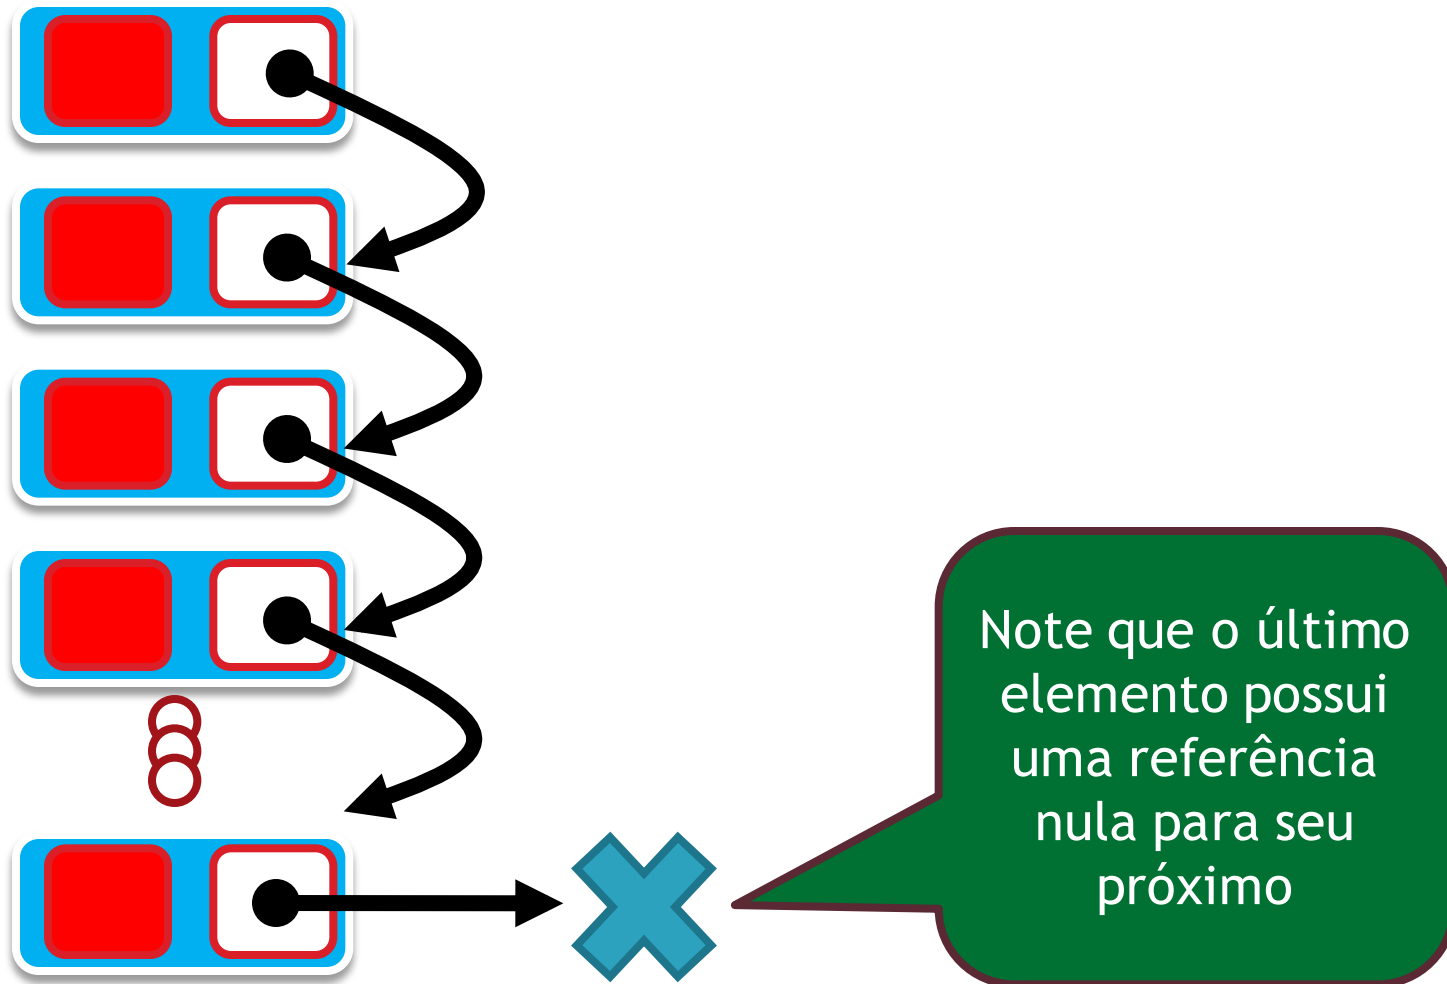 Note que o último
elemento possui
uma referência
nula para seu
próximo